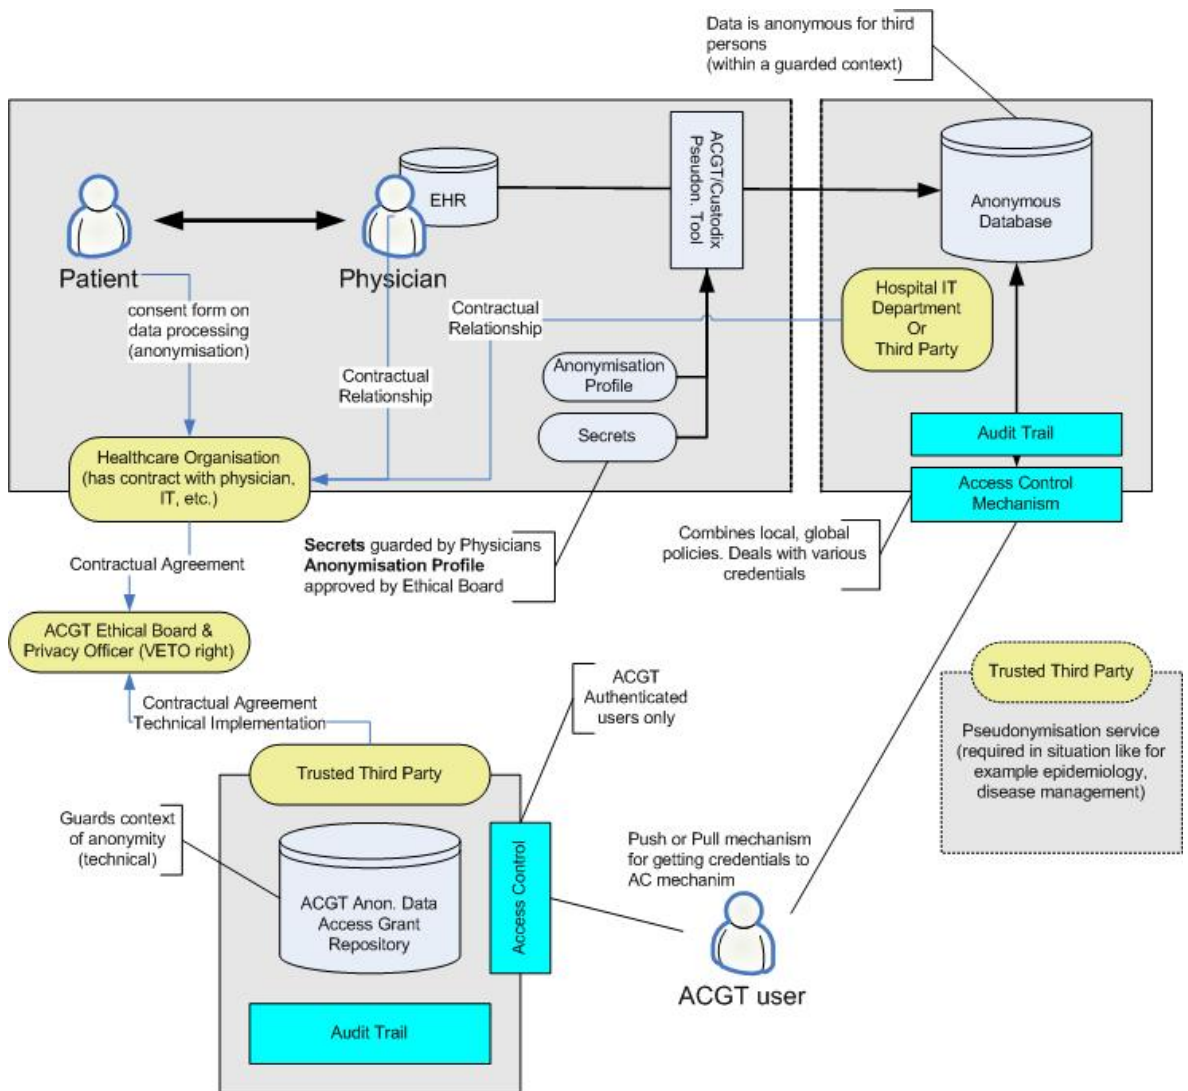 Data is anonymous for third
persons
(within a guarded context)
ACGT/Custodix
Pseudon. Tool
EHR
Anonymous
Database
Patient
Physician
consent form on
data processing
(anonymisation)
Contractual
Relationship
Hospital IT
Department
Or
Third Party
Contractual
Relationship
Anonymisation
Profile
Secrets
Audit Trail
Healthcare Organisation
(has contract with physician,
IT, etc.)
Access Control
Mechanism
Secrets guarded by Physicians
Anonymisation Profile
approved by Ethical Board
Combines local, global
policies. Deals with various
credentials
Contractual Agreement
ACGT Ethical Board &
Privacy Officer (VETO right)
ACGT
Authenticated
users only
Trusted Third Party
Contractual Agreement
Technical Implementation
Pseudonymisation service
(required in situation like for
example epidemiology,
disease management)
Trusted Third Party
Guards context
of anonymity
(technical)
Access Control
Push or Pull mechanism
for getting credentials to
AC mechanim
ACGT Anon. Data
Access Grant
Repository
ACGT user
Audit Trail